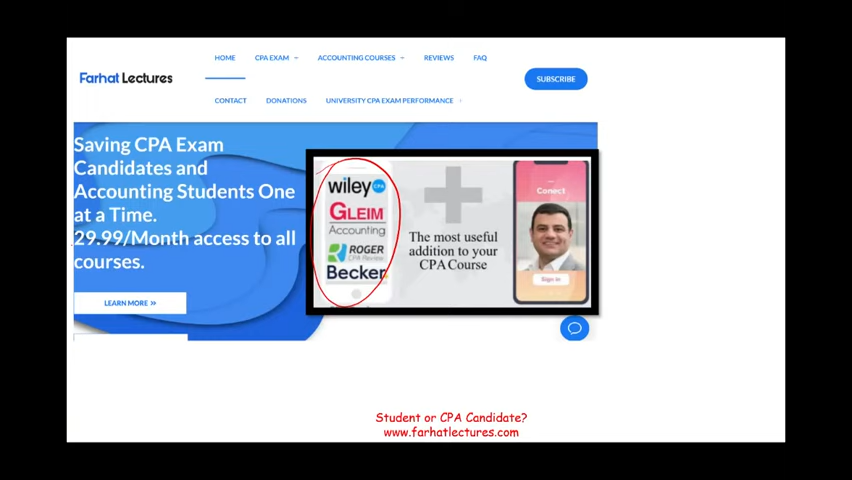 HOME CPA EXAM ACCOUNTING COURSES REVIEWS FAQ
Farhat Lectures
SUBSCRIBE
CONTACT DONATIONS UNIVERSITY CPA EXAM PERFORMANCE
Saving CPA Exam
Candidates and
Accounting Students One
at a Time.
29.99/Month access to all
courses.
LEARN MORE »
wiley CPA
GLEIM
Accounting
ROGER
CPA Review
Becker
The most useful
addition to your
CPA Course
Conect
Sign in
Student or CPA Candidate?
www.farhatlectures.com